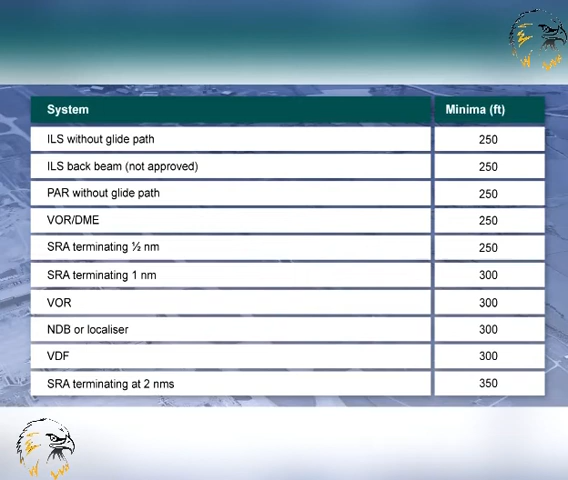 System Minima (ft)
ILS without glide path 250
ILS back beam (not approved) 250
PAR without glide path 250
VOR/DME 250
SRA terminating ½ nm 250
SRA terminating 1 nm 300
VOR 300
NDB or localiser 300
VDF 300
SRA terminating at 2 nms 350